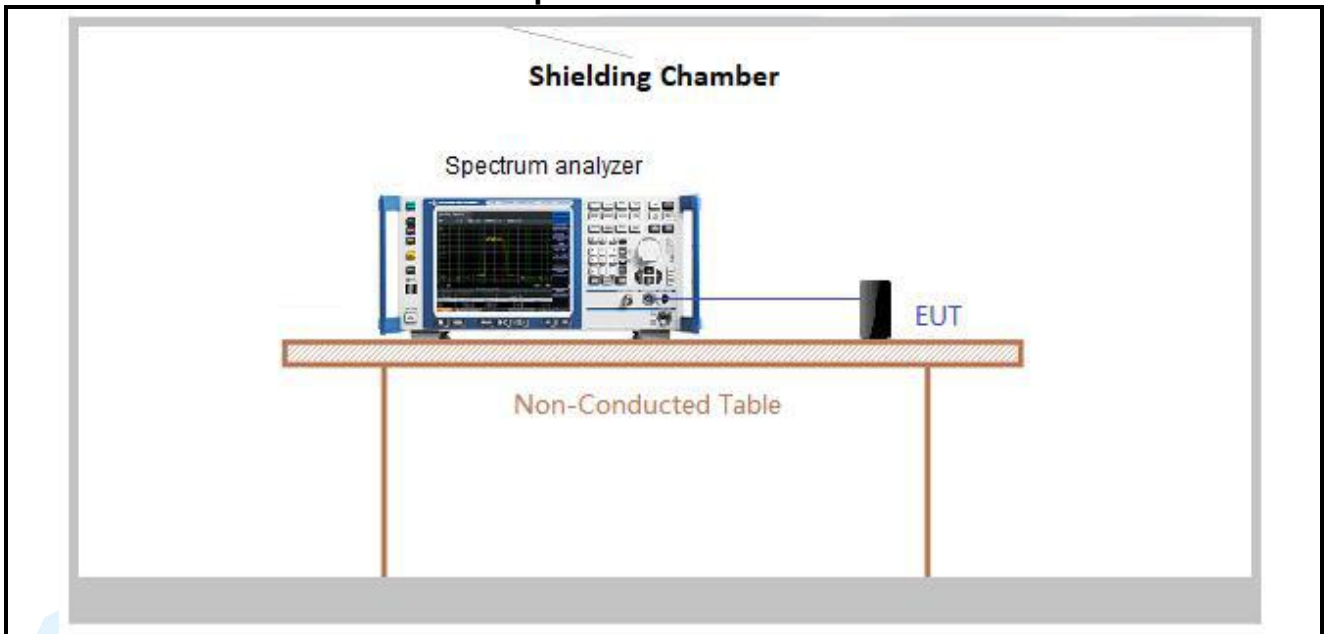 Shielding Chamber
Spectrum analyzer
EUT
Non-Conducted Table